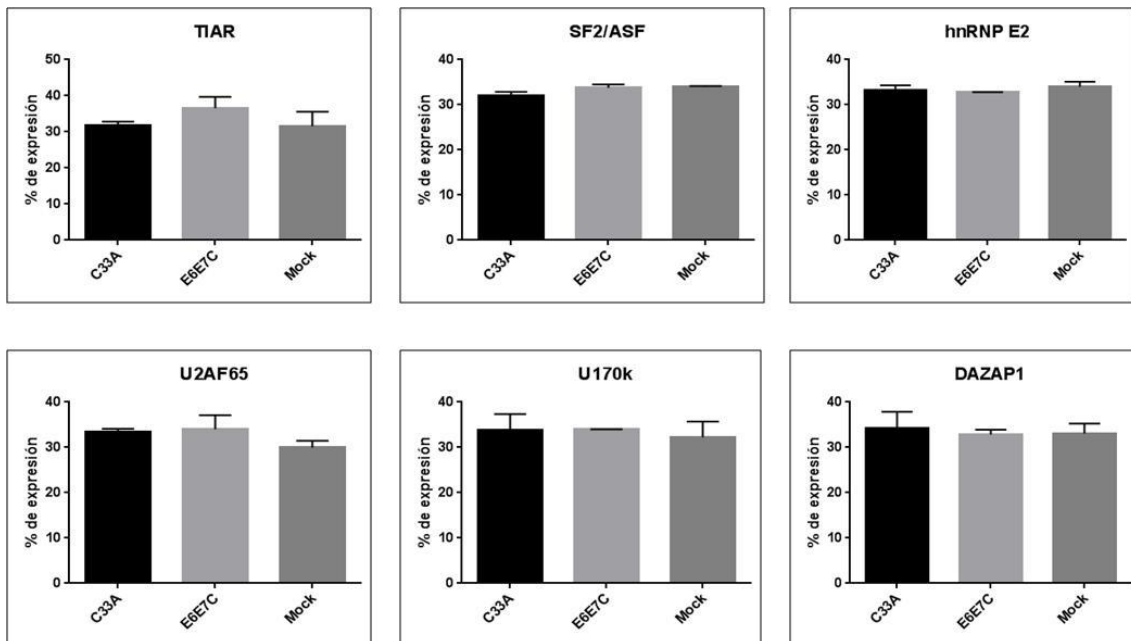 TIAR
% de expresión
50
40
30
20
10
0
C33A
E6E7C
Mock
SF2/ASF
% de expresión
40
30
20
10
0
C33A
E6E7C
Mock
hnRNP E2
% de expresión
40
30
20
10
0
C33A
E6E7C
Mock
U2AF65
% de expresión
40
30
20
10
0
C33A
E6E7C
Mock
U170k
% de expresión
40
30
20
10
0
C33A
E6E7C
Mock
DAZAP1
% de expresión
40
30
20
10
0
C33A
E6E7C
Mock